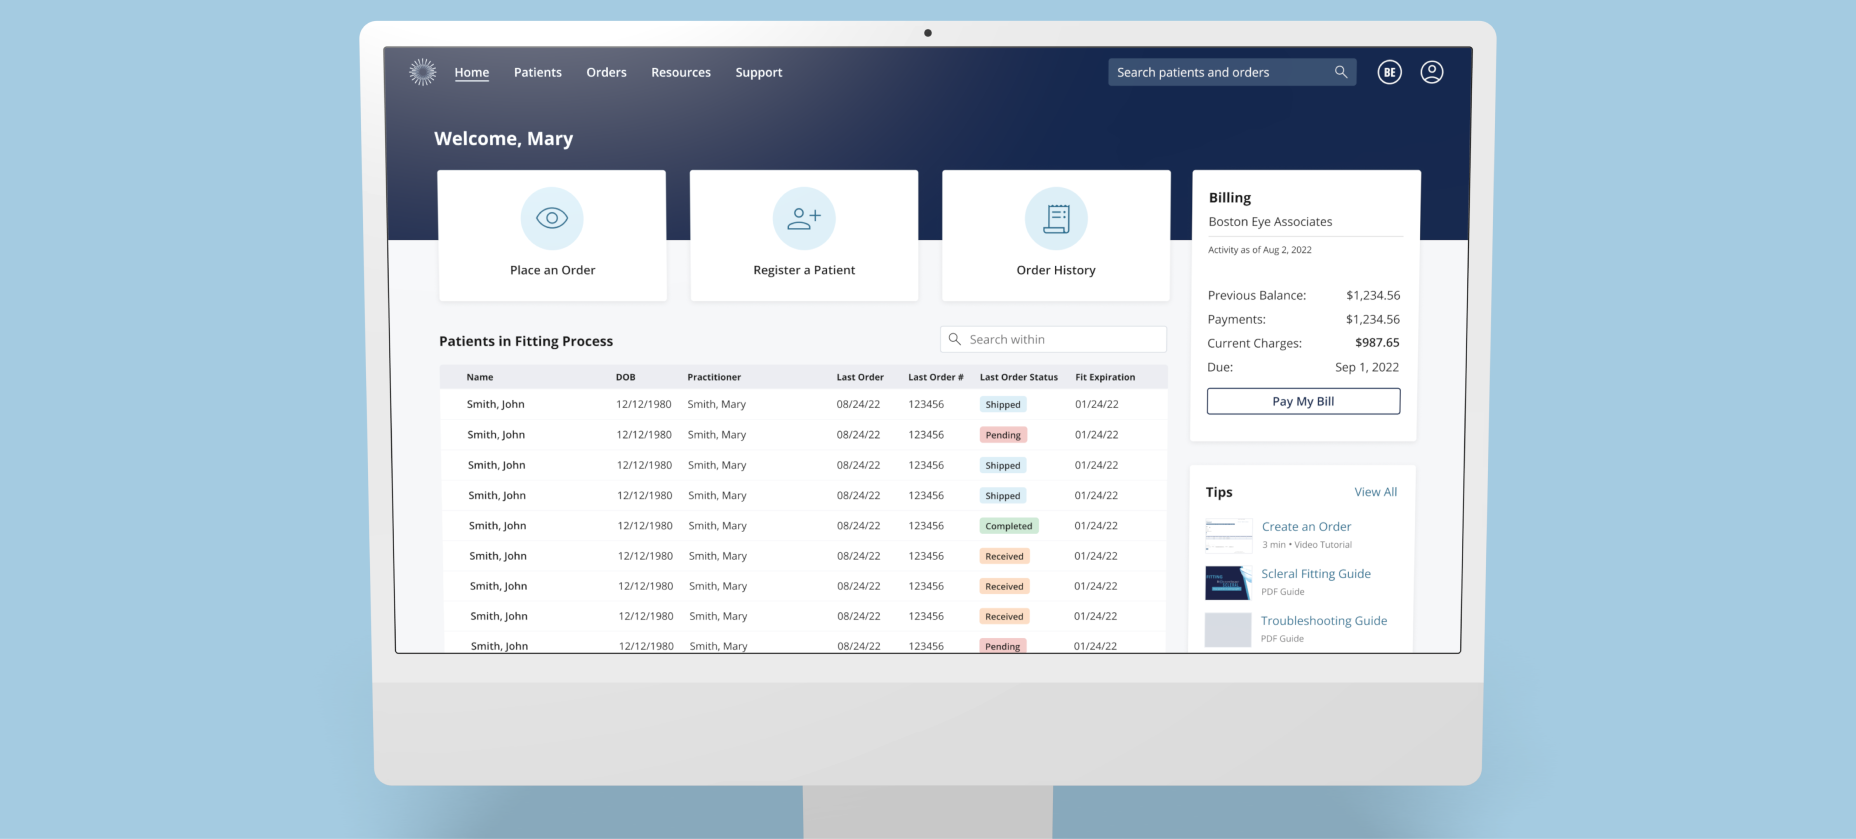 Home Patients Orders Resources Support Search patients and orders BE
Welcome, Mary
Place an Order
Register a Patient
Order History
Billing
Boston Eye Associates
Activity as of Aug 2, 2022
Previous Balance: $1,234.56
Payments: $1,234.56
Current Charges: $987.65
Due: Sep 1, 2022
Pay My Bill
Patients in Fitting Process
Search within
Name DOB Practitioner Last Order Last Order # Last Order Status Fit Expiration
Smith, John 12/12/1980 Smith, Mary 08/24/22 123456 Shipped 01/24/22
Smith, John 12/12/1980 Smith, Mary 08/24/22 123456 Pending 01/24/22
Smith, John 12/12/1980 Smith, Mary 08/24/22 123456 Shipped 01/24/22
Smith, John 12/12/1980 Smith, Mary 08/24/22 123456 Shipped 01/24/22
Smith, John 12/12/1980 Smith, Mary 08/24/22 123456 Completed 01/24/22
Smith, John 12/12/1980 Smith, Mary 08/24/22 123456 Received 01/24/22
Smith, John 12/12/1980 Smith, Mary 08/24/22 123456 Received 01/24/22
Smith, John 12/12/1980 Smith, Mary 08/24/22 123456 Received 01/24/22
Smith, John 12/12/1980 Smith, Mary 08/24/22 123456 Pending 01/24/22
Tips View All
Create an Order
3 min • Video Tutorial
Scleral Fitting Guide
PDF Guide
Troubleshooting Guide
PDF Guide